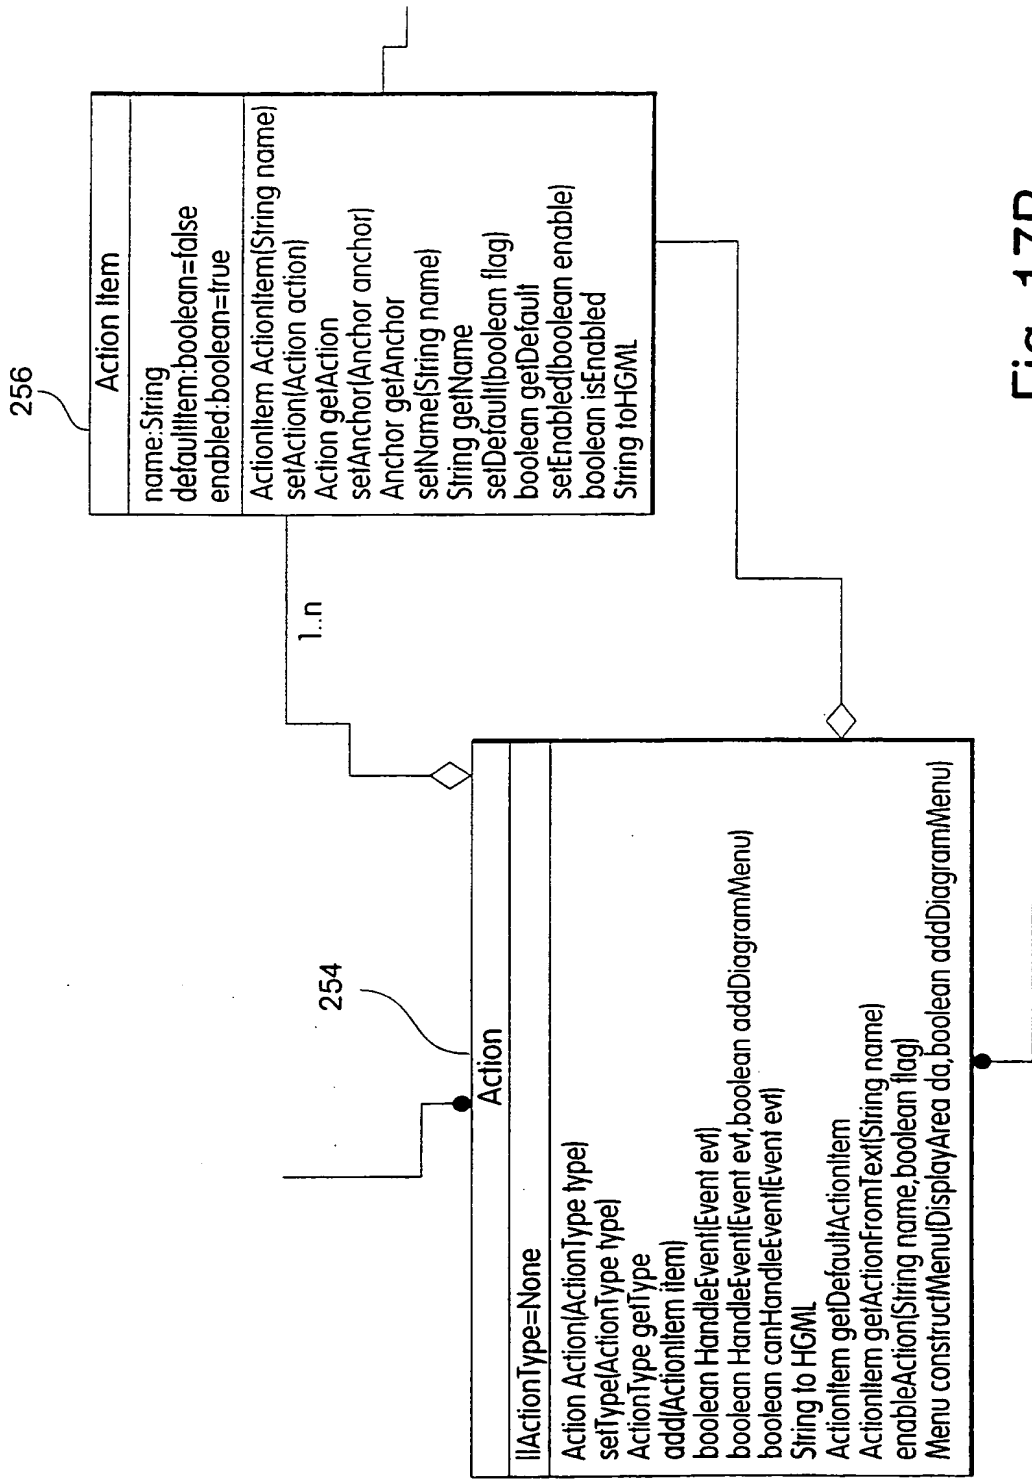 256
Action Item
name:String
defaultItem:boolean=false
enabled:boolean=true
ActionItem ActionItem(String name)
setAction(Action action)
Action getAction
setAnchor(Anchor anchor)
Anchor getAnchor
setName(String name)
String getName
setDefault(boolean flag)
boolean getDefault
setEnabled(boolean enable)
boolean isEnabled
String toHGML
1..n
254
Action
IIActionType=None
Action Action(ActionType type)
setType(ActionType type)
ActionType getType
add(ActionItem item)
boolean HandleEvent(Event evt)
boolean HandleEvent(Event evt,boolean addDiagramMenu)
boolean canHandleEvent(Event evt)
String to HGML
ActionItem getDefaultActionItem
ActionItem getActionFromText(String name)
enableAction(String name,boolean flag)
Menu constructMenu(DisplayArea da,boolean addDiagramMenu)